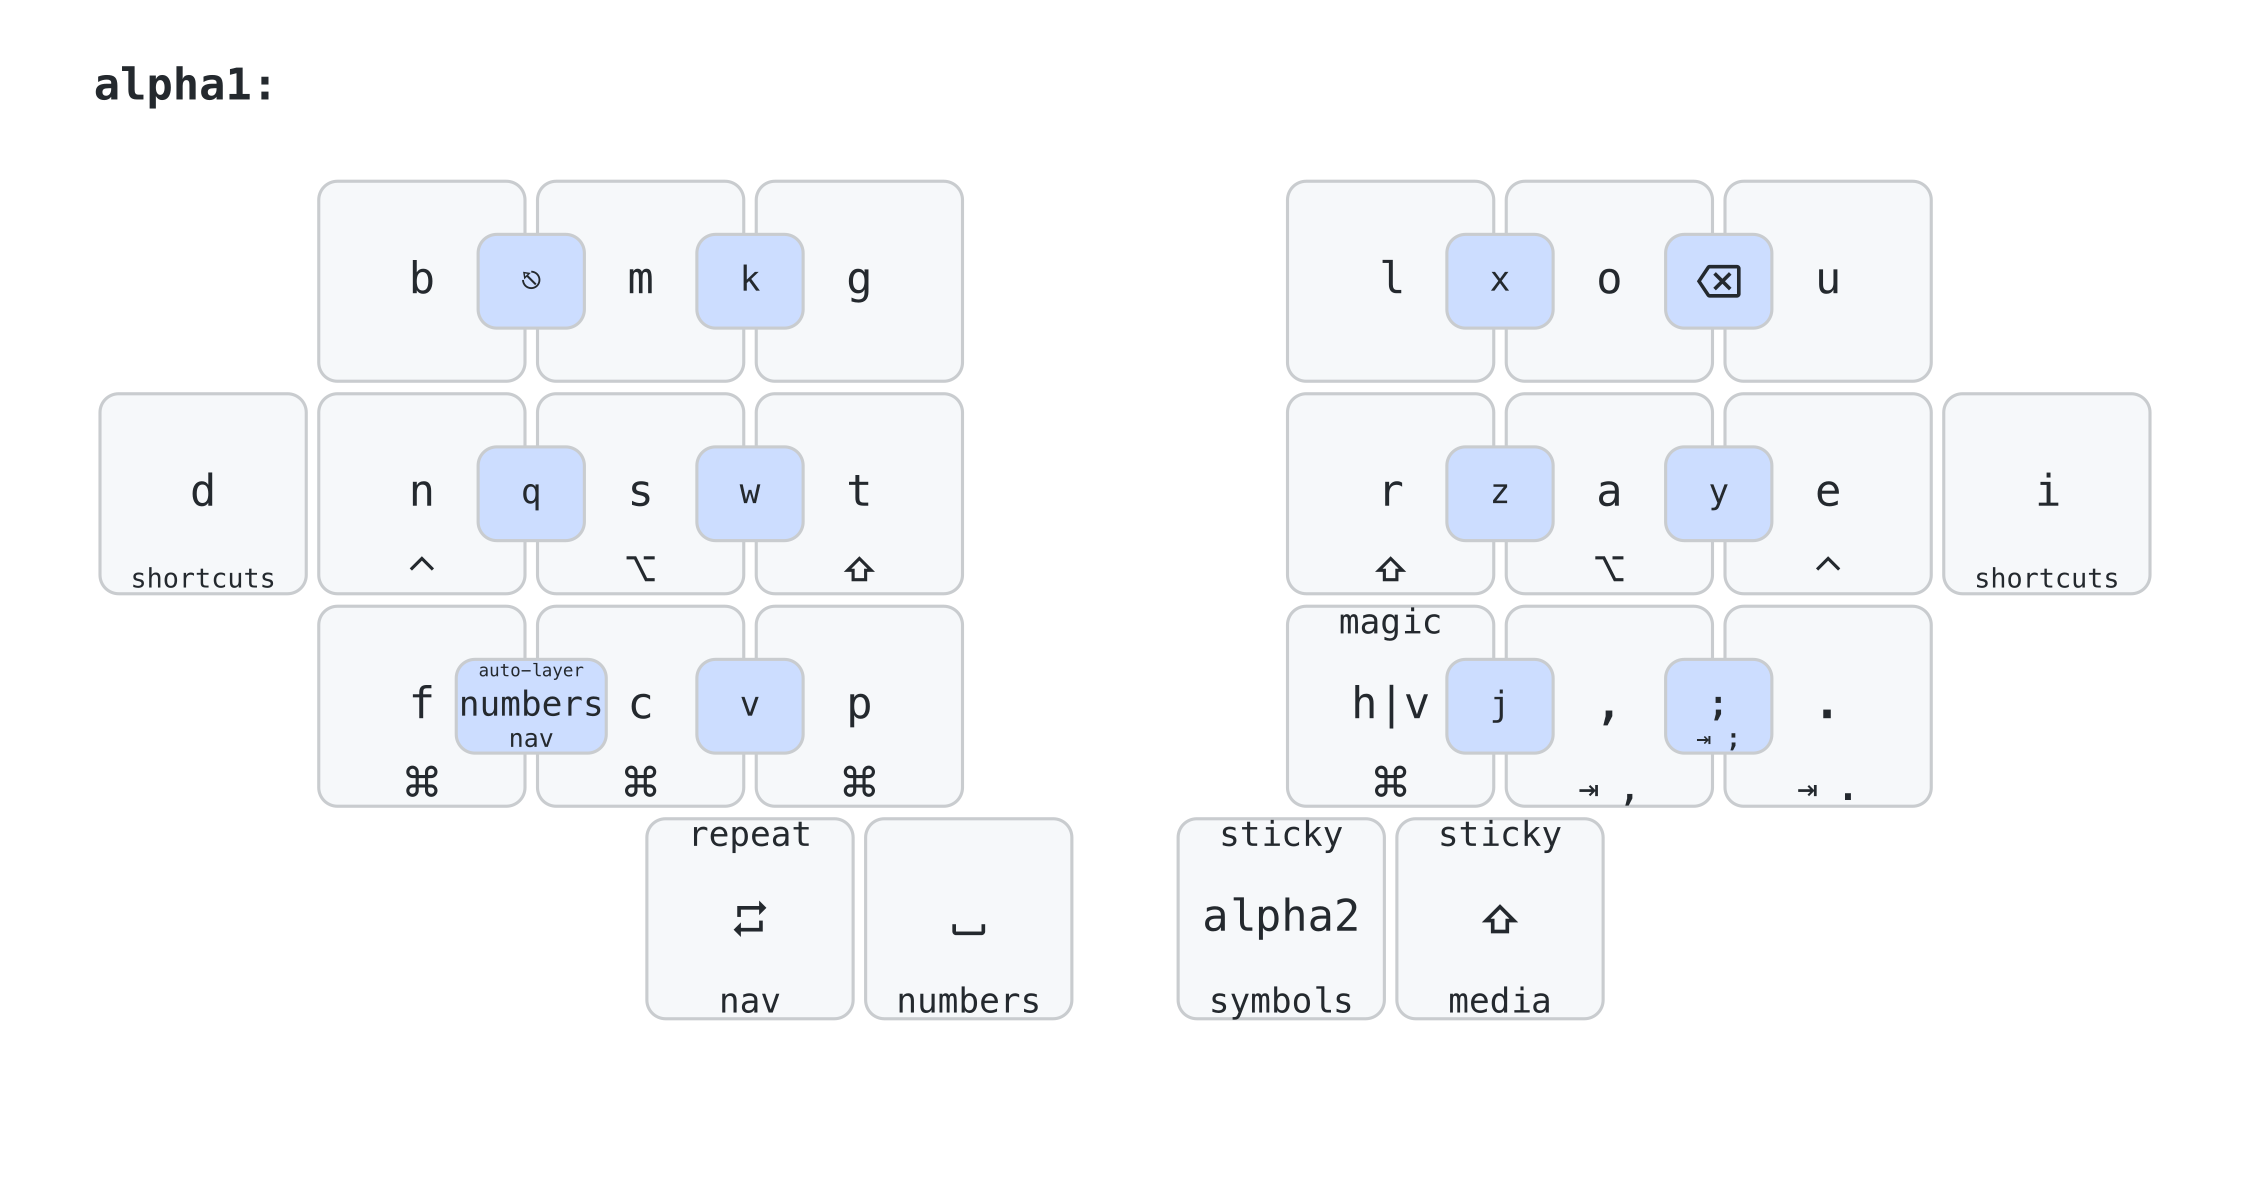 alpha1:
b ⎋ m k g l x o ⌫ u
d n q s w t r z a y e i
shortcuts ^ ⌥ ⇧ ⇧ ⌥ ^ shortcuts
magic
auto-layer
f numbers c v p h|v j , ; .
nav ⇥ ;
⌘ ⌘ ⌘ ⌘ ⇥ , ⇥ .
repeat sticky sticky
␣ alpha2 ⇧
nav numbers symbols media